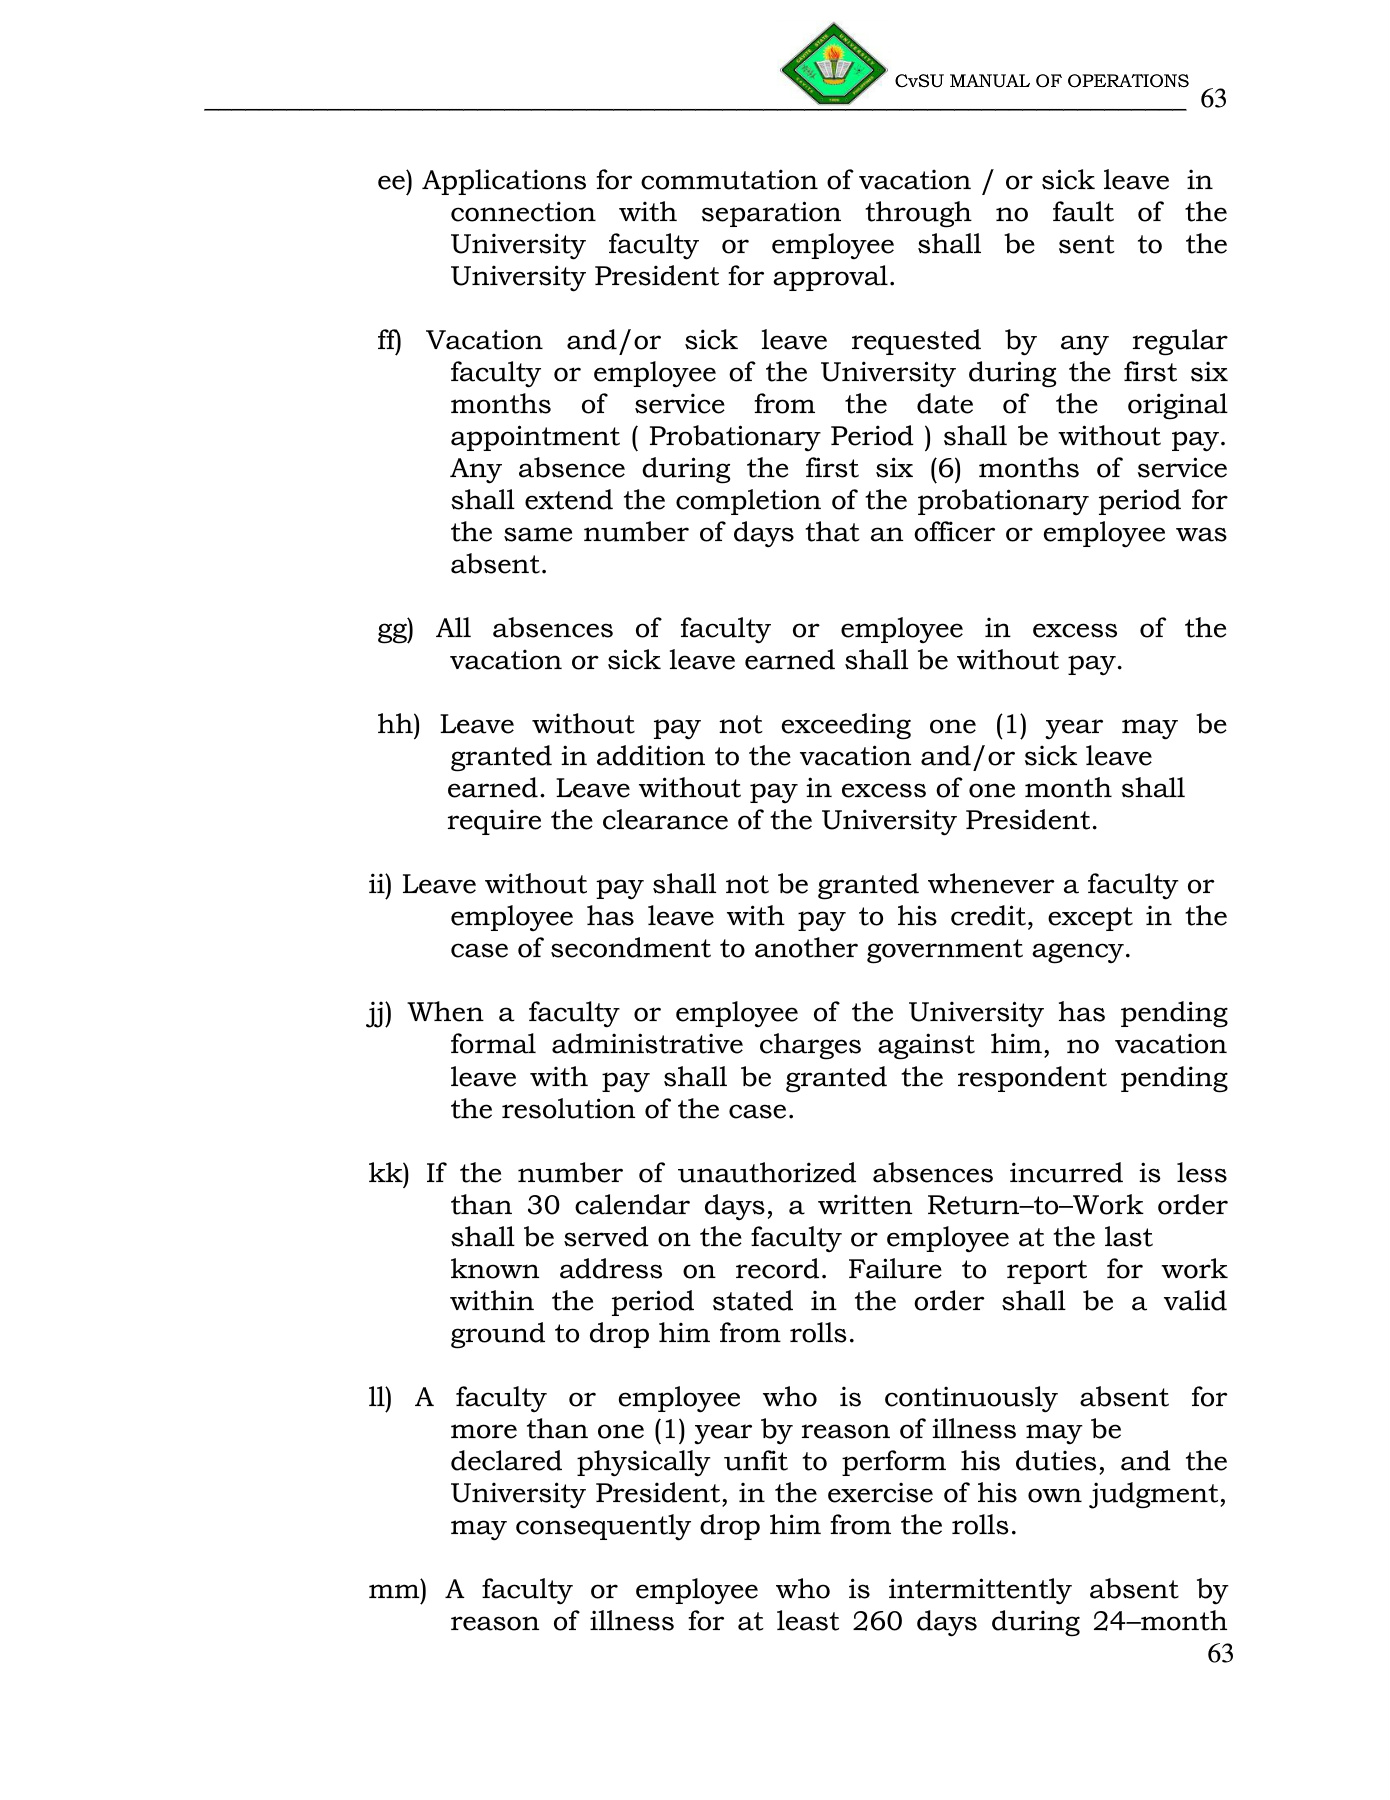 CvSU MANUAL OF OPERATIONS
63
ee) Applications for commutation of vacation / or sick leave in
connection with separation through no fault of the
University faculty or employee shall be sent to the
University President for approval.
ff) Vacation and/or sick leave requested by any regular
faculty or employee of the University during the first six
months of service from the date of the original
appointment ( Probationary Period ) shall be without pay.
Any absence during the first six (6) months of service
shall extend the completion of the probationary period for
the same number of days that an officer or employee was
absent.
gg) All absences of faculty or employee in excess of the
vacation or sick leave earned shall be without pay.
hh) Leave without pay not exceeding one (1) year may be
granted in addition to the vacation and/or sick leave
earned. Leave without pay in excess of one month shall
require the clearance of the University President.
ii) Leave without pay shall not be granted whenever a faculty or
employee has leave with pay to his credit, except in the
case of secondment to another government agency.
jj) When a faculty or employee of the University has pending
formal administrative charges against him, no vacation
leave with pay shall be granted the respondent pending
the resolution of the case.
kk) If the number of unauthorized absences incurred is less
than 30 calendar days, a written Return–to–Work order
shall be served on the faculty or employee at the last
known address on record. Failure to report for work
within the period stated in the order shall be a valid
ground to drop him from rolls.
ll) A faculty or employee who is continuously absent for
more than one (1) year by reason of illness may be
declared physically unfit to perform his duties, and the
University President, in the exercise of his own judgment,
may consequently drop him from the rolls.
mm) A faculty or employee who is intermittently absent by
reason of illness for at least 260 days during 24–month
63